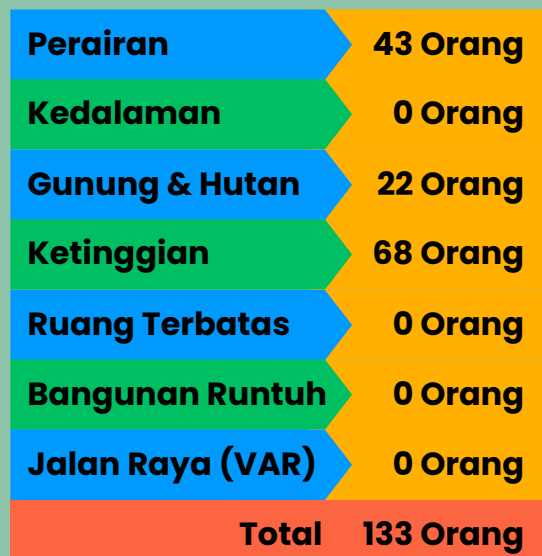 Perairan 43 Orang
Kedalaman 0 Orang
Gunung & Hutan 22 Orang
Ketinggian 68 Orang
Ruang Terbatas 0 Orang
Bangunan Runtuh 0 Orang
Jalan Raya (VAR) 0 Orang
Total 133 Orang